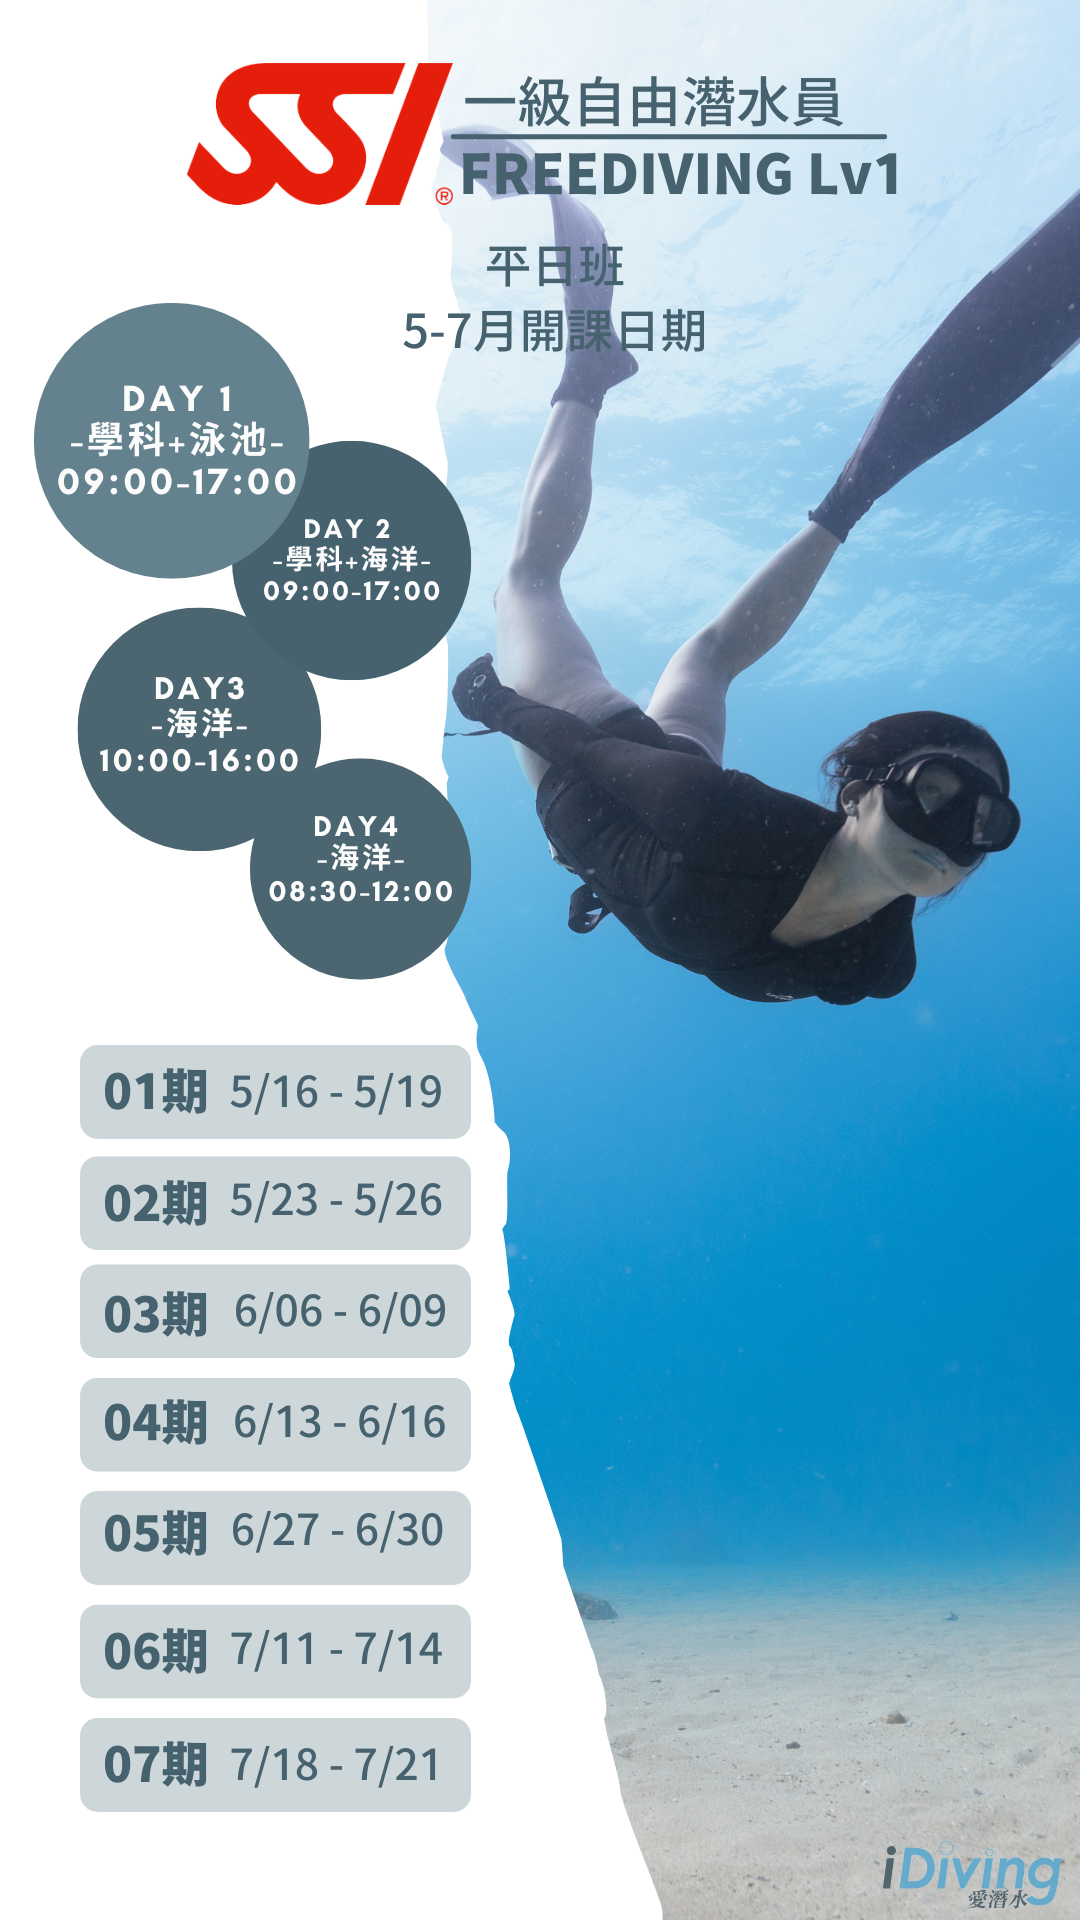 SSI®
一級自由潛水員
FREEDIVING Lv1
平日班
5-7月開課日期
DAY 1
-學科+泳池-
09:00-17:00
DAY 2
-學科+海洋-
09:00-17:00
DAY3
-海洋-
10:00-16:00
DAY4
-海洋-
08:30-12:00
01期 5/16 - 5/19
02期 5/23 - 5/26
03期 6/06 - 6/09
04期 6/13 - 6/16
05期 6/27 - 6/30
06期 7/11 - 7/14
07期 7/18 - 7/21
iDiving
愛潛水